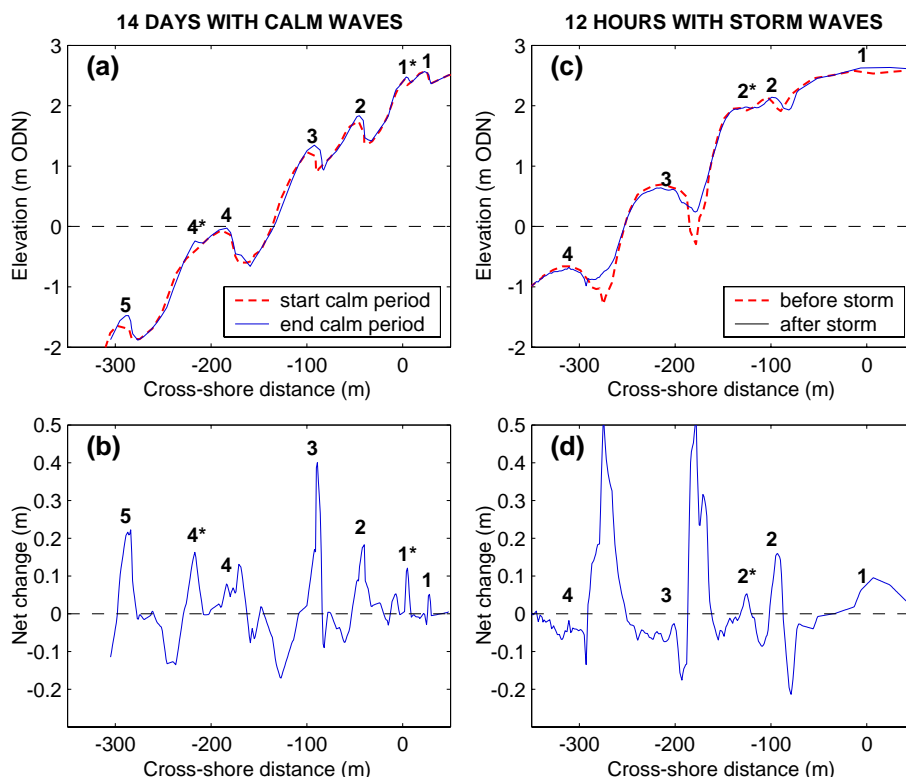 14 DAYS WITH CALM WAVES
12 HOURS WITH STORM WAVES
(a)
Elevation (m ODN)
3
2
1
0
-1
-2
1* 1
2
3
4* 4
5
start calm period
end calm period
-300 -200 -100 0
Cross-shore distance (m)
(c)
Elevation (m ODN)
3
2
1
0
-1
-2
1
2* 2
3
4
before storm
after storm
-300 -200 -100 0
Cross-shore distance (m)
(b)
Net change (m)
0.5
0.4
0.3
0.2
0.1
0
-0.1
-0.2
5
4*
4
3
2
1*
1
-300 -200 -100 0
Cross-shore distance (m)
(d)
Net change (m)
0.5
0.4
0.3
0.2
0.1
0
-0.1
-0.2
4
3
2*
2
1
-300 -200 -100 0
Cross-shore distance (m)